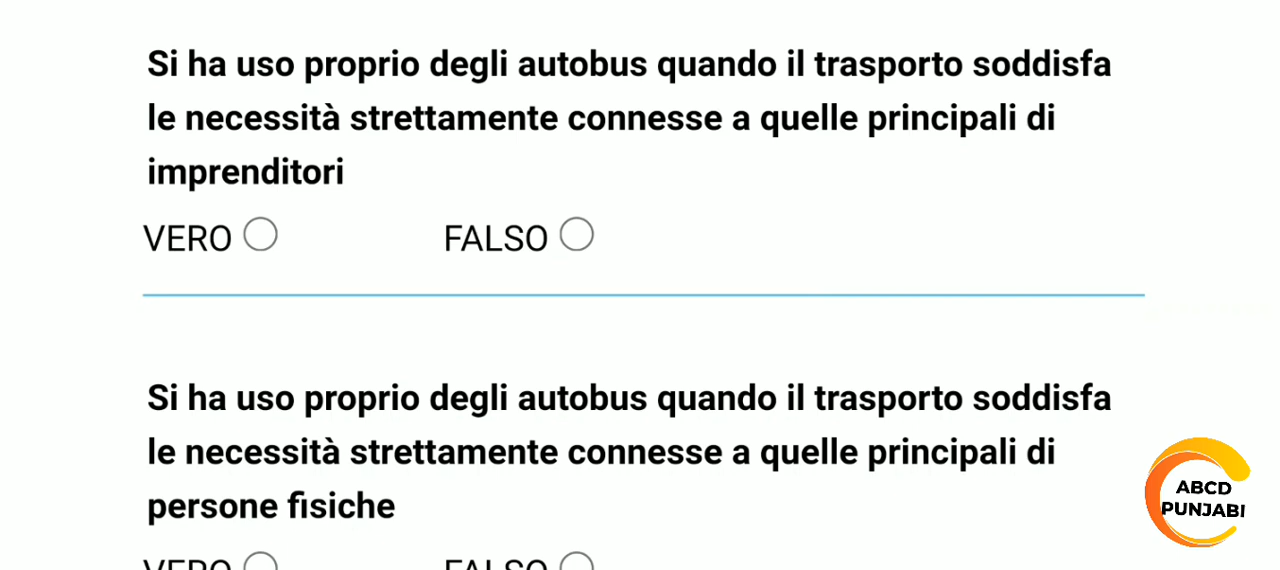 Si ha uso proprio degli autobus quando il trasporto soddisfa
le necessità strettamente connesse a quelle principali di
imprenditori
VERO FALSO
Si ha uso proprio degli autobus quando il trasporto soddisfa
le necessità strettamente connesse a quelle principali di
persone fisiche
ABCD
PUNJABI
VERO FALSO